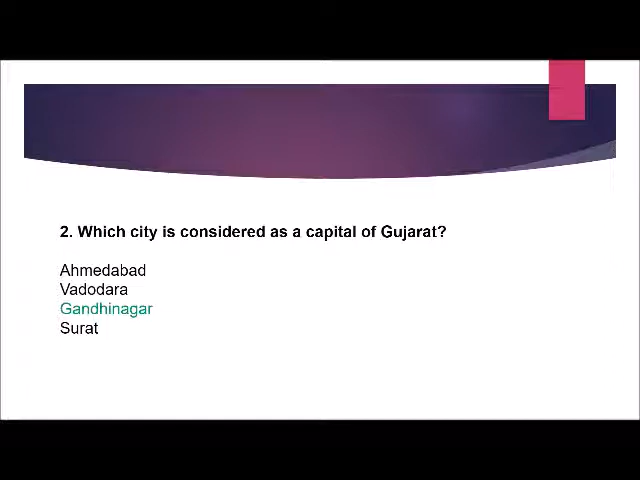 2. Which city is considered as a capital of Gujarat?
Ahmedabad
Vadodara
Gandhinagar
Surat